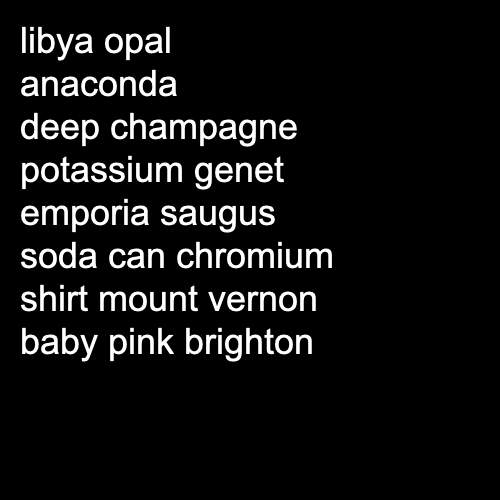 libya opal
anaconda
deep champagne
potassium genet
emporia saugus
soda can chromium
shirt mount vernon
baby pink brighton